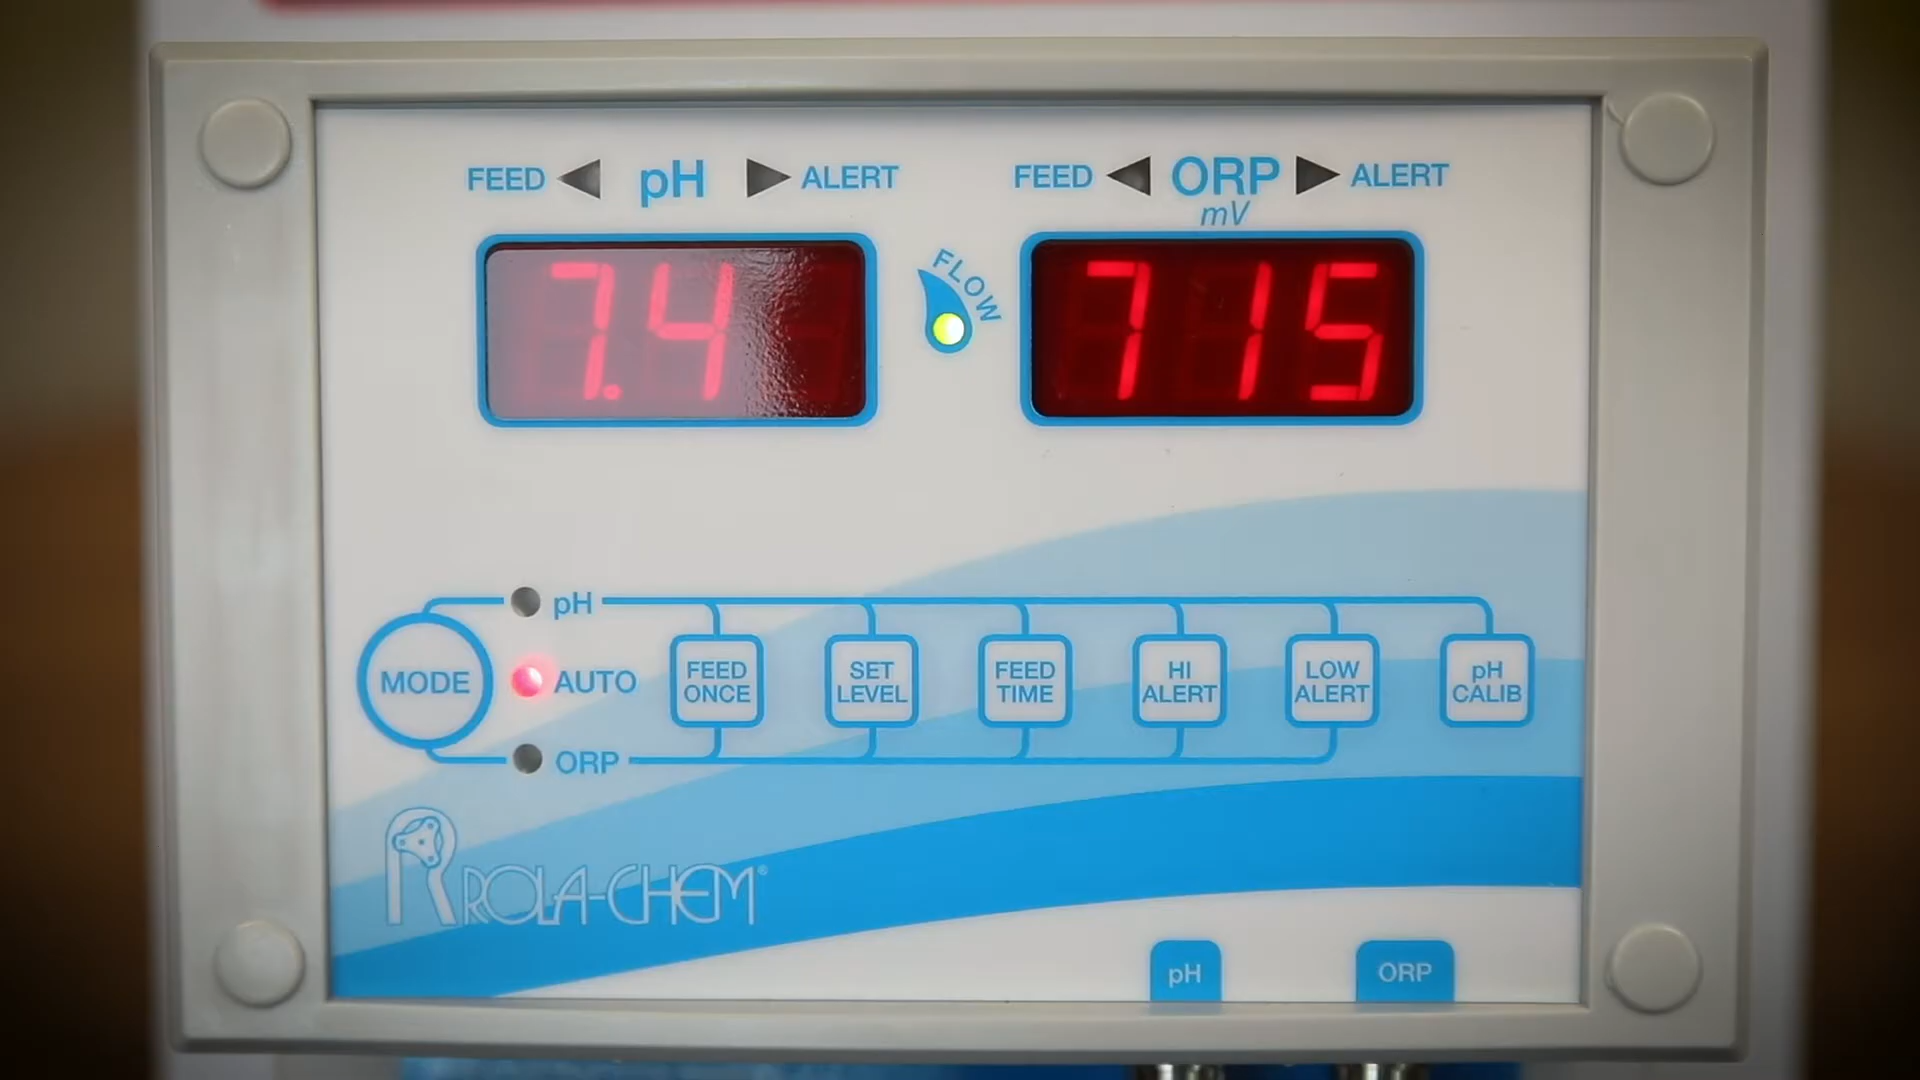 FEED pH ALERT
FEED ORP ALERT
mV
7.4
FLOW
715
pH
MODE
AUTO
ORP
FEED
ONCE
SET
LEVEL
FEED
TIME
HI
ALERT
LOW
ALERT
pH
CALIB
ROLA-CHEM®
pH
ORP